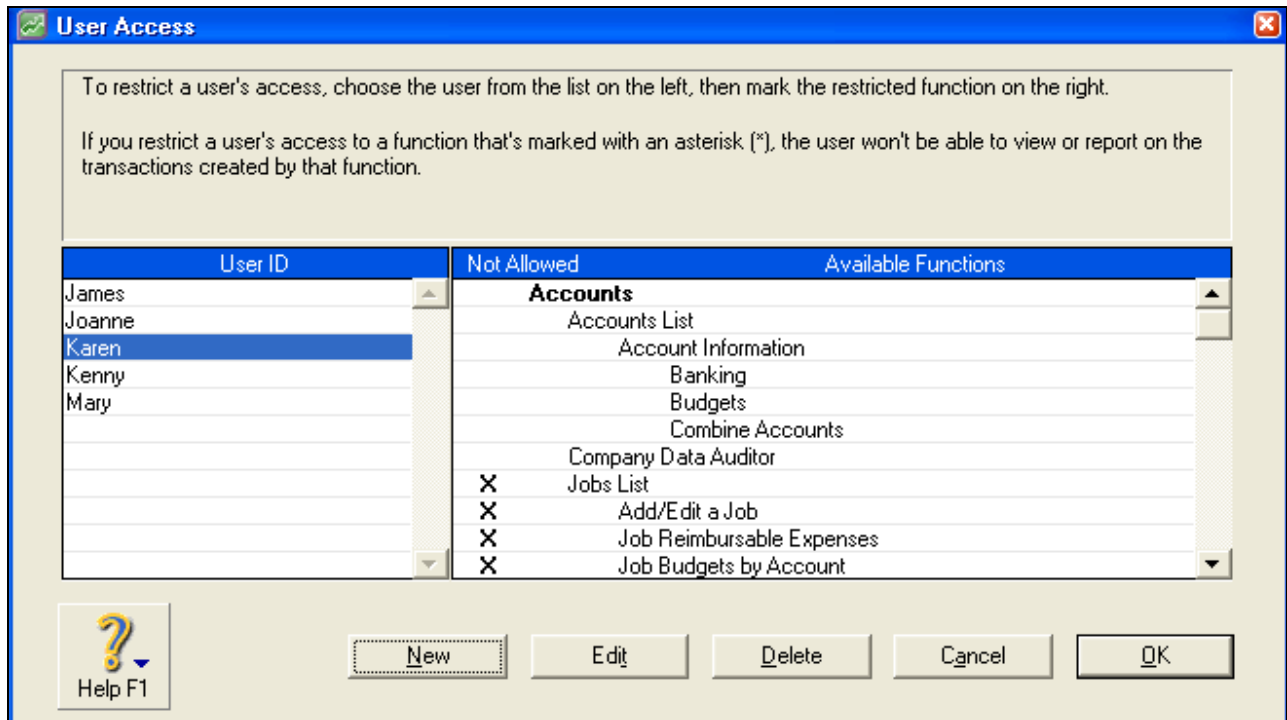 User Access
To restrict a user's access, choose the user from the list on the left, then mark the restricted function on the right.
If you restrict a user's access to a function that's marked with an asterisk (*), the user won't be able to view or report on the
transactions created by that function.
User ID
James
Joanne
Karen
Kenny
Mary
Not Allowed Available Functions
Accounts
Accounts List
Account Information
Banking
Budgets
Combine Accounts
Company Data Auditor
X Jobs List
X Add/Edit a Job
X Job Reimbursable Expenses
X Job Budgets by Account
Help F1
New Edit Delete Cancel OK